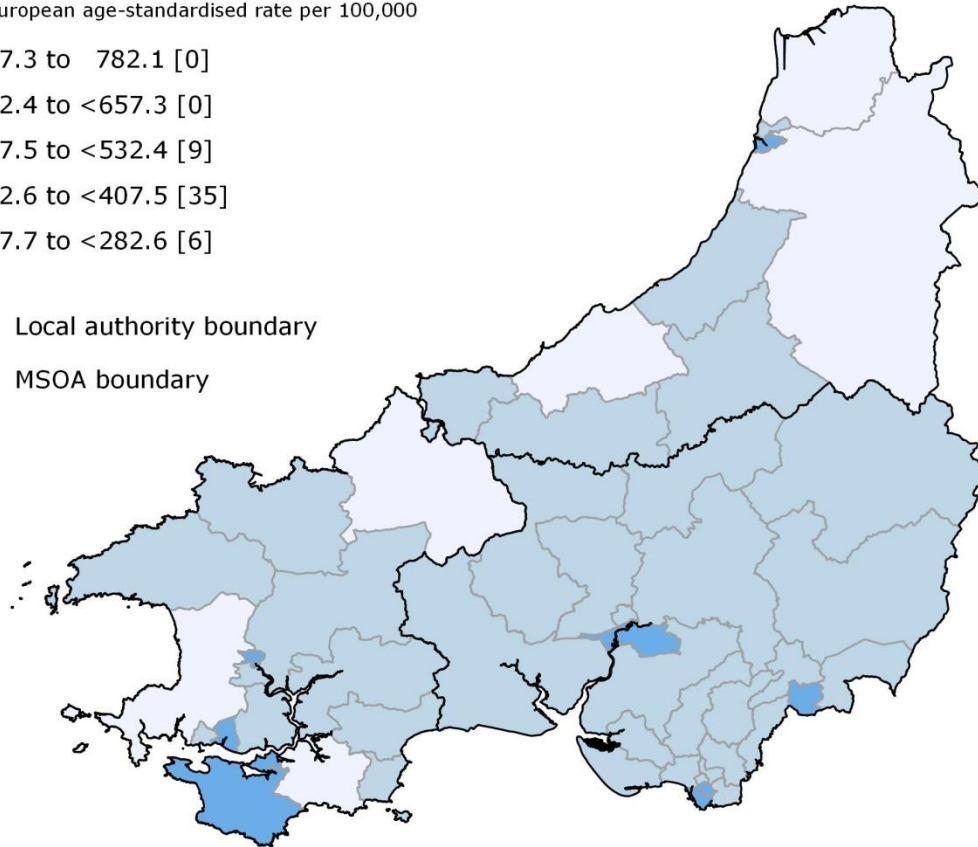 uropean age-standardised rate per 100,000
7.3 to 782.1 [0]
2.4 to <657.3 [0]
7.5 to <532.4 [9]
2.6 to <407.5 [35]
7.7 to <282.6 [6]
Local authority boundary
MSOA boundary